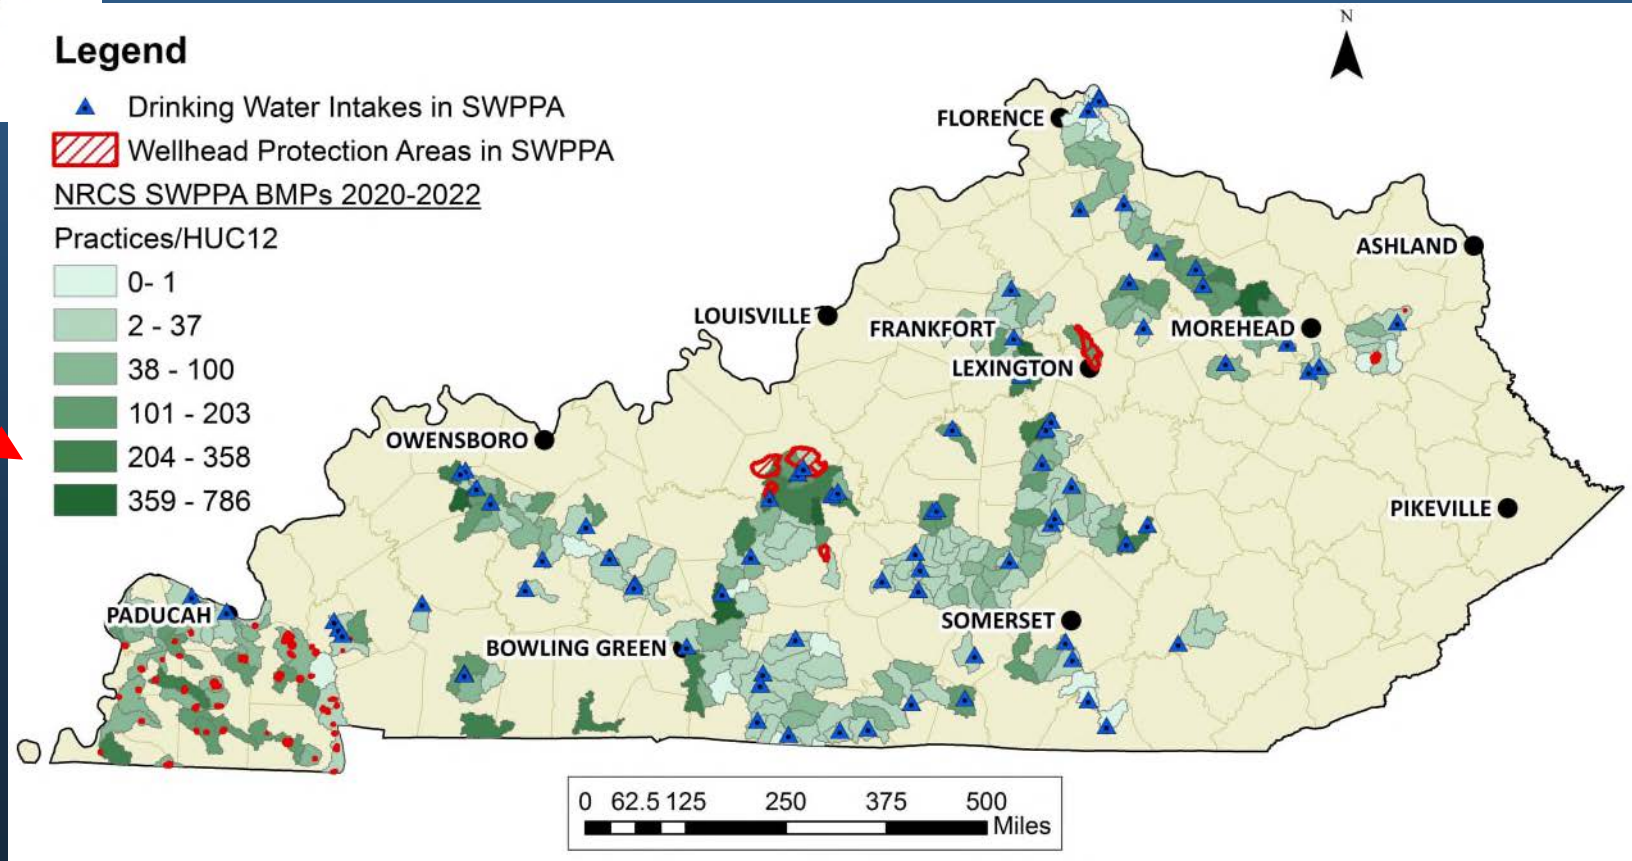 Legend
Drinking Water Intakes in SWPPA
Wellhead Protection Areas in SWPPA
NRCS SWPPA BMPs 2020-2022
Practices/HUC12
0- 1
2 - 37
38 - 100
101 - 203
204 - 358
359 - 786
N
FLORENCE
ASHLAND
LOUISVILLE
FRANKFORT
MOREHEAD
LEXINGTON
OWENSBORO
PIKEVILLE
PADUCAH
SOMERSET
BOWLING GREEN
0 62.5 125 250 375 500
Miles